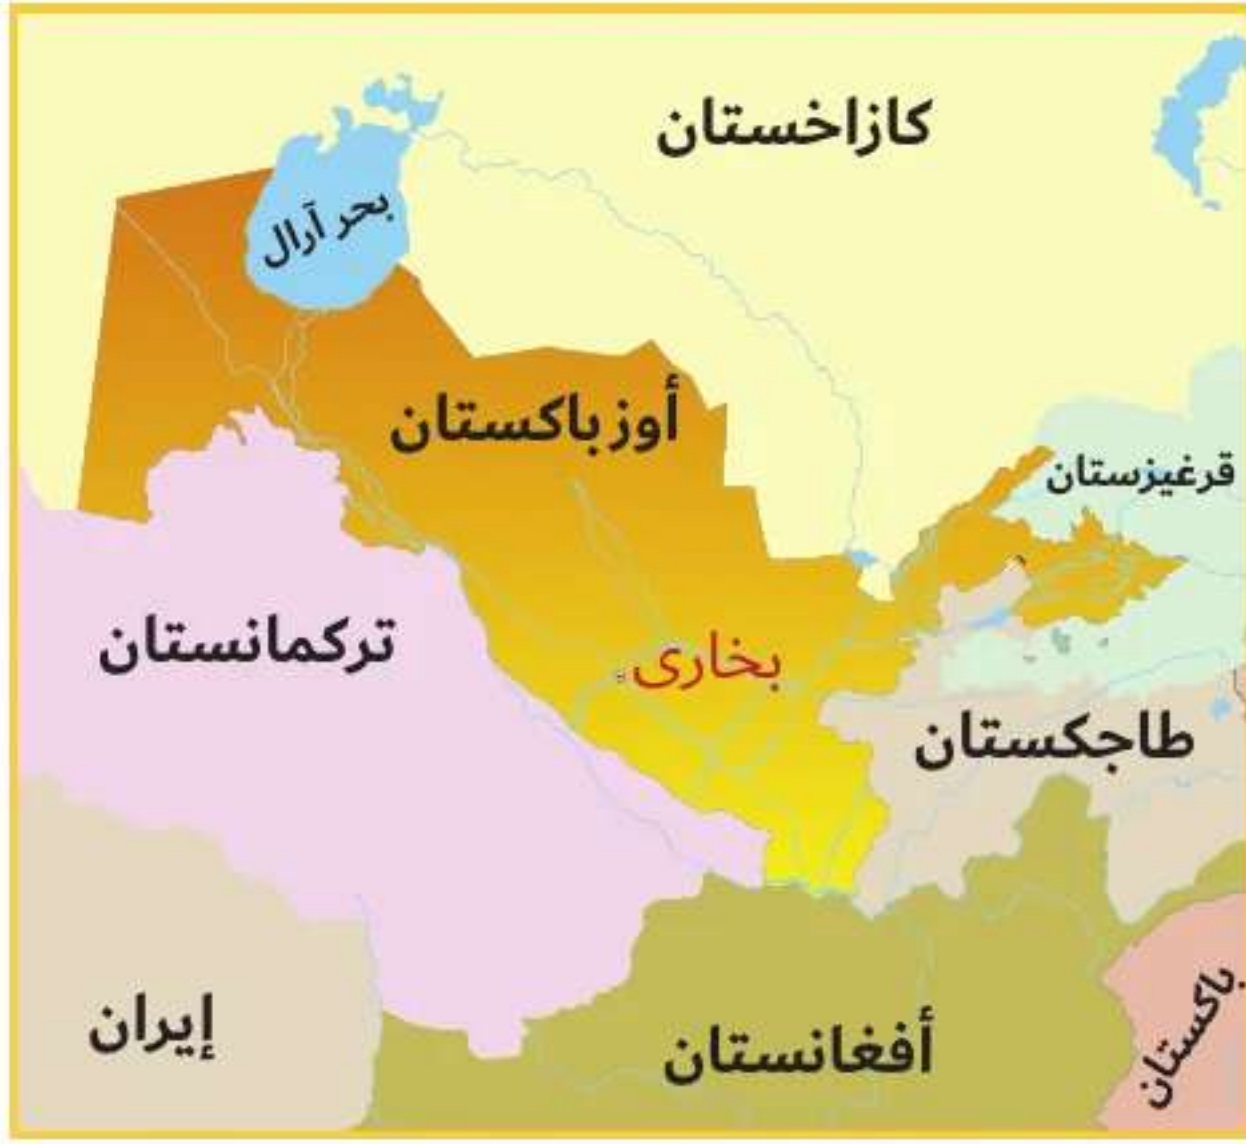 كازاخستان
بحر آرال
أوزباكستان
قرغيزستان
تركمانستان
بخارى
طاجكستان
إيران
أفغانستان
باكستان